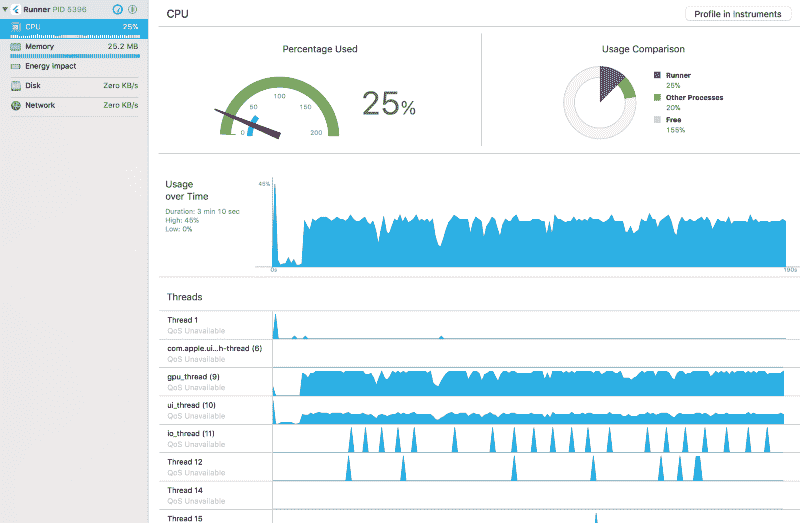 Runner PID 5396
CPU 25%
Memory 25.2 MB
Energy Impact
Disk Zero KB/s
Network Zero KB/s
CPU
Profile in Instruments
Percentage Used
0
50
100
200
25%
Usage Comparison
Runner
25%
Other Processes
20%
Free
155%
Usage
over Time
Duration: 3 min 10 sec
High: 46%
Low: 0%
45%
0s
190s
Threads
Thread 1
QoS Unavailable
com.apple.ui...h-thread (6)
QoS Unavailable
gpu_thread (9)
QoS Unavailable
ui_thread (10)
QoS Unavailable
io_thread (11)
QoS Unavailable
Thread 12
QoS Unavailable
Thread 14
QoS Unavailable
Thread 15